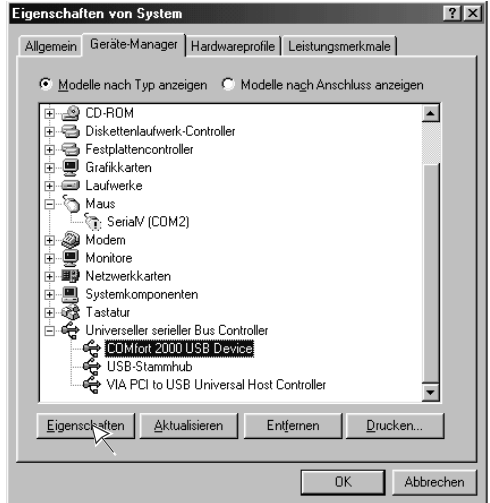 Eigenschaften von System
Allgemein Geräte-Manager Hardwareprofile Leistungsmerkmale
Modelle nach Typ anzeigen Modelle nach Anschluss anzeigen
CD-ROM
Diskettenlaufwerk-Controller
Festplattencontroller
Grafikkarten
Laufwerke
Maus
SerialV (COM2)
Modem
Monitore
Netzwerkkarten
Systemkomponenten
Tastatur
Universeller serieller Bus Controller
COMfort 2000 USB Device
USB-Stammhub
VIA PCI to USB Universal Host Controller
Eigenschaften Aktualisieren Entfernen Drucken...
OK Abbrechen